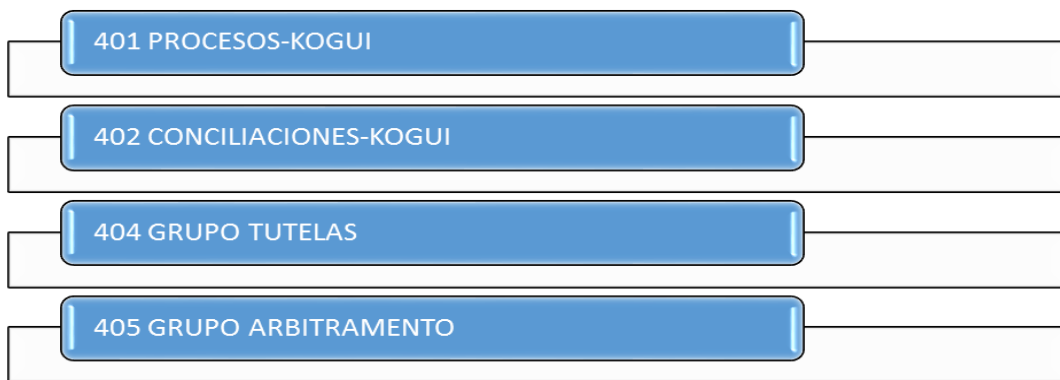 401 PROCESOS-KOGUI
402 CONCILIACIONES-KOGUI
404 GRUPO TUTELAS
405 GRUPO ARBITRAMENTO